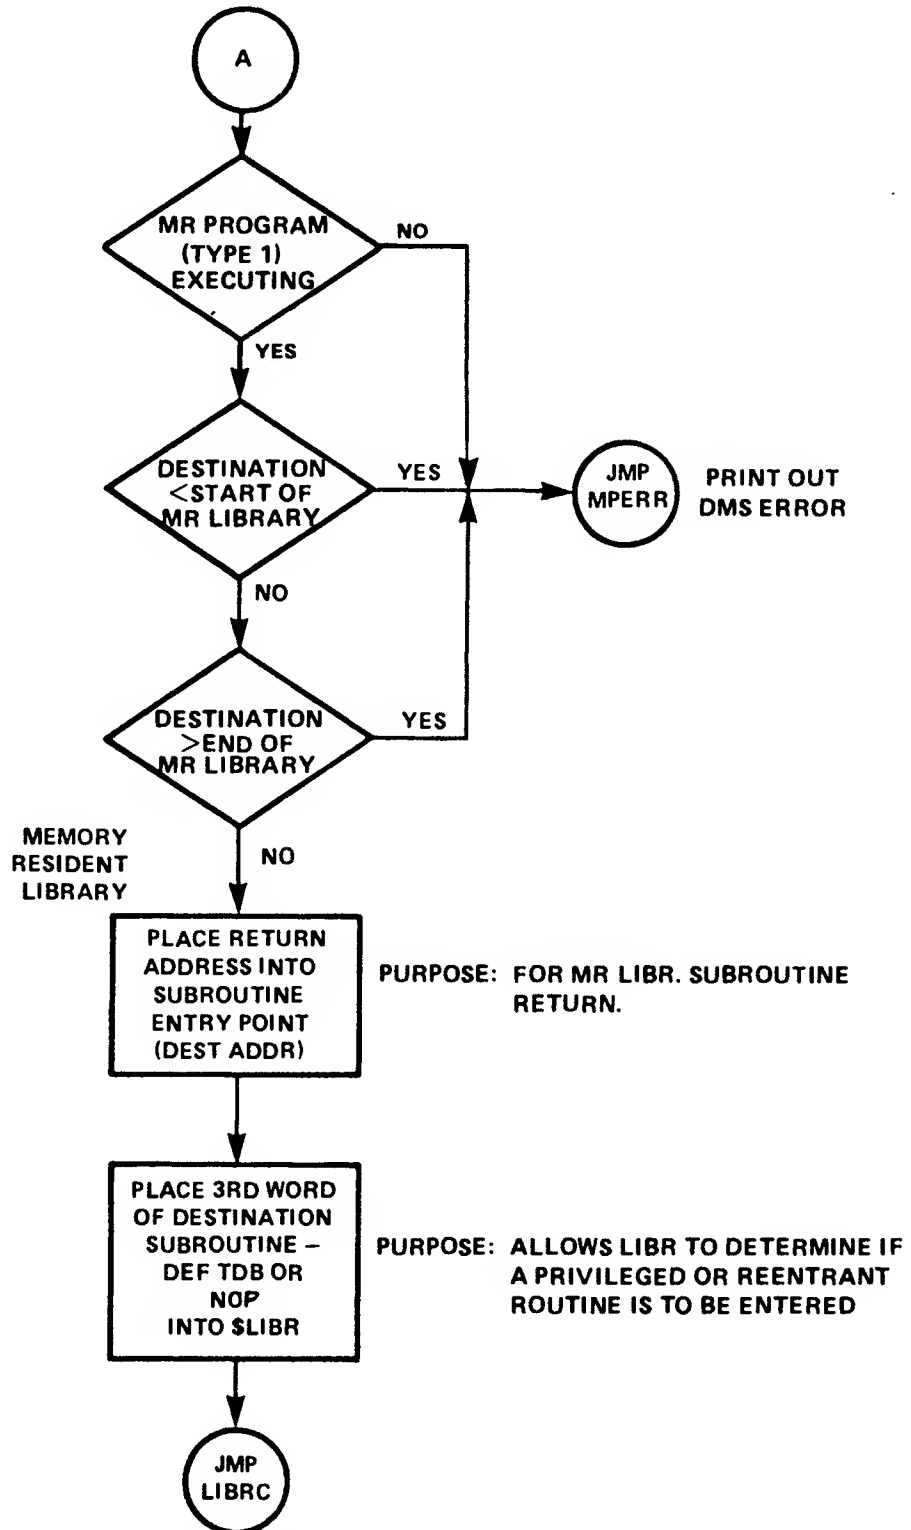 A
MR PROGRAM
(TYPE 1)
EXECUTING
NO
YES
DESTINATION
<START OF
MR LIBRARY
YES
JMP
MPERR
PRINT OUT
DMS ERROR
NO
DESTINATION
>END OF
MR LIBRARY
YES
MEMORY
RESIDENT
LIBRARY
NO
PLACE RETURN
ADDRESS INTO
SUBROUTINE
ENTRY POINT
(DEST ADDR)
PURPOSE: FOR MR LIBR. SUBROUTINE
RETURN.
PLACE 3RD WORD
OF DESTINATION
SUBROUTINE –
DEF TDB OR
NOP
INTO $LIBR
PURPOSE: ALLOWS LIBR TO DETERMINE IF
A PRIVILEGED OR REENTRANT
ROUTINE IS TO BE ENTERED
JMP
LIBRC